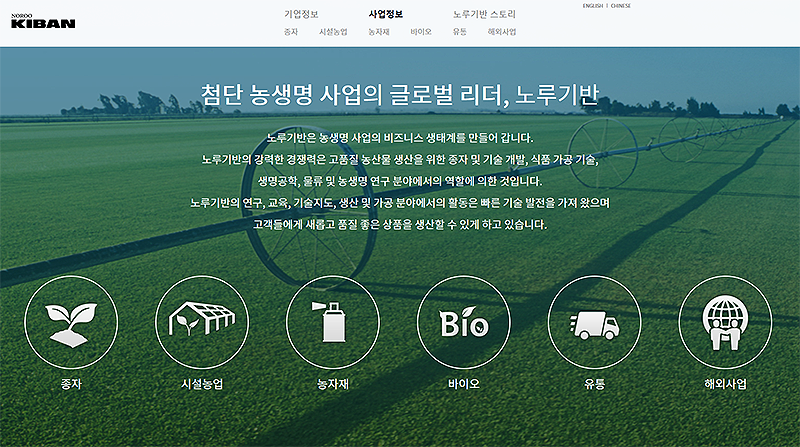 NOROO
KIBAN
기업정보 사업정보 노루기반 스토리
ENGLISH | CHINESE
종자 시설농업 농자재 바이오 유통 해외사업
첨단 농생명 사업의 글로벌 리더, 노루기반
노루기반은 농생명 사업의 비즈니스 생태계를 만들어 갑니다.
노루기반의 강력한 경쟁력은 고품질 농산물 생산을 위한 종자 및 기술 개발, 식품 가공 기술,
생명공학, 물류 및 농생명 연구 분야에서의 역할에 의한 것입니다.
노루기반의 연구, 교육, 기술지도, 생산 및 가공 분야에서의 활동은 빠른 기술 발전을 가져 왔으며
고객들에게 새롭고 품질 좋은 상품을 생산할 수 있게 하고 있습니다.
Bio
종자 시설농업 농자재 바이오 유통 해외사업